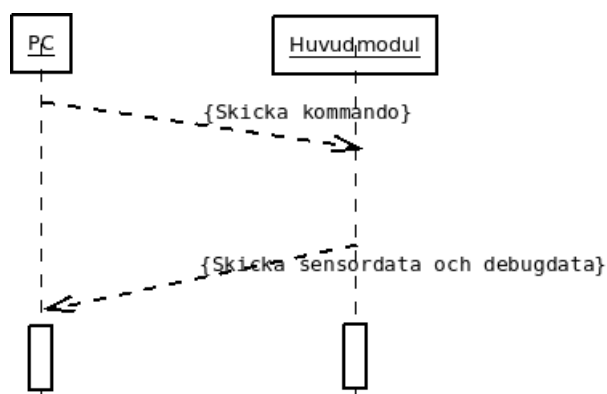 PC
Huvudmodul
{Skicka kommando}
{Skicka sensordata och debugdata}